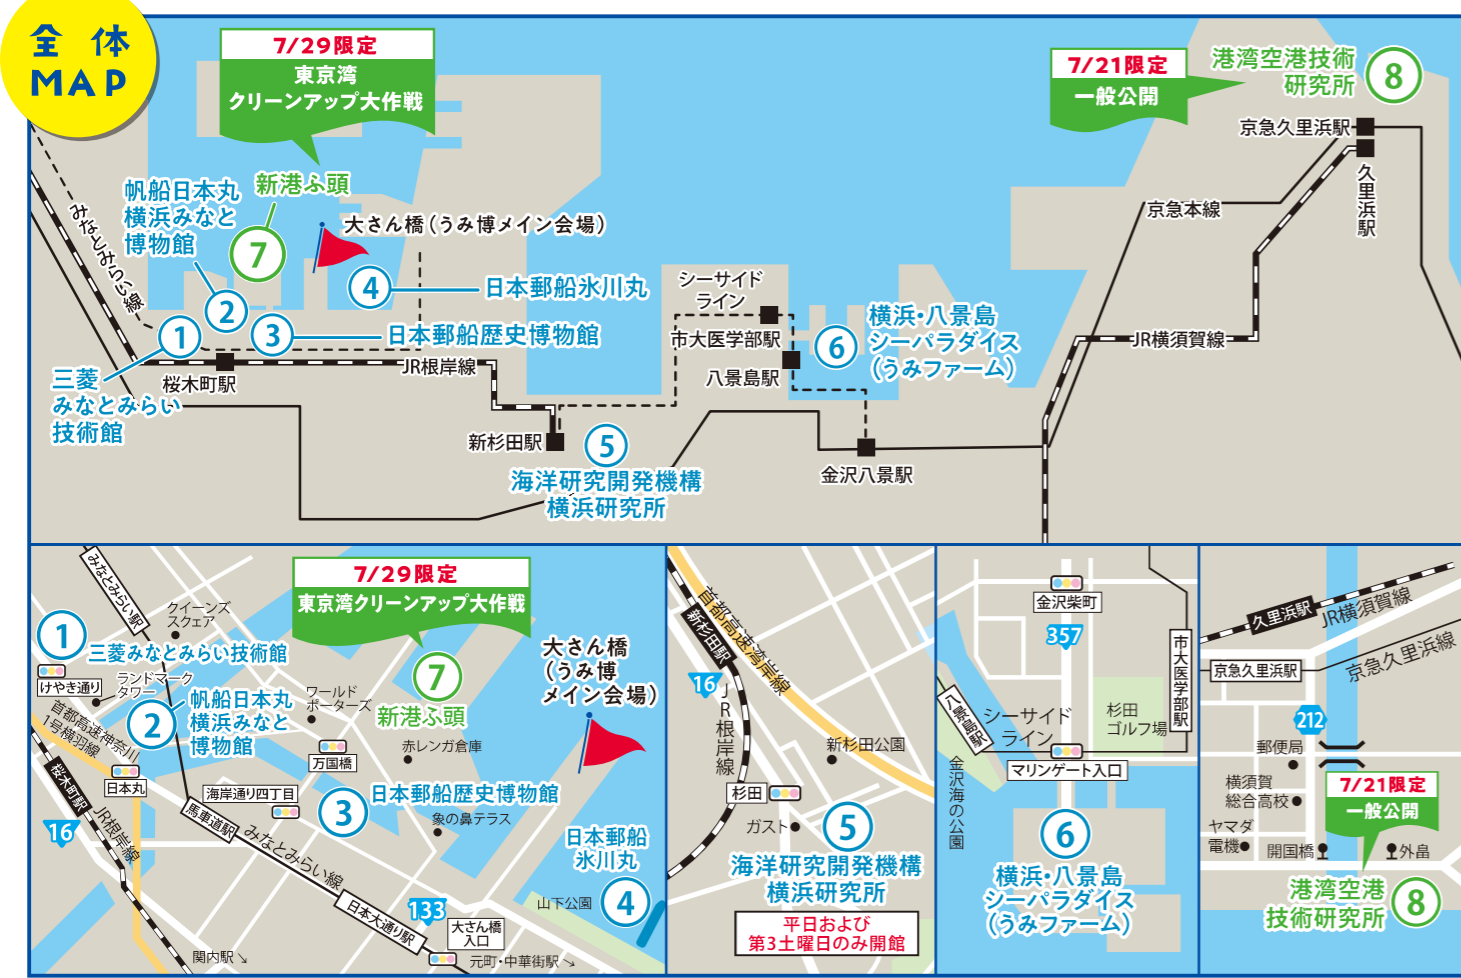 全体
MAP
7/29限定
東京湾
クリーンアップ大作戦
新港ふ頭
7
帆船日本丸
横浜みなと
博物館
2
みなとみらい線
大さん橋（うみ博メイン会場）
4
日本郵船氷川丸
1
3
日本郵船歴史博物館
三菱
みなとみらい
技術館
桜木町駅
JR根岸線
新杉田駅
5
海洋研究開発機構
横浜研究所
シーサイド
ライン
市大医学部駅
八景島駅
6
横浜・八景島
シーパラダイス
（うみファーム）
金沢八景駅
7/21限定
一般公開
港湾空港技術
研究所
8
京急久里浜駅
久里浜駅
京急本線
JR横須賀線
みなとみらい駅
クイーンズ
スクェア
1
三菱みなとみらい技術館
けやき通り
ランドマーク
タワー
首都高速神奈川
1号横羽線
2
帆船日本丸
横浜みなと
博物館
桜木町駅
日本丸
16
JR根岸線
7/29限定
東京湾クリーンアップ大作戦
7
新港ふ頭
ワールド
ポーターズ
赤レンガ倉庫
万国橋
海岸通り四丁目
馬車道駅
みなとみらい線
3
日本郵船歴史博物館
象の鼻テラス
大さん橋
（うみ博
メイン会場）
日本郵船
氷川丸
4
山下公園
日本大通り駅
133
大さん橋
入口
関内駅↘
元町・中華街駅→
首都高速湾岸線
新杉田駅
16
JR根岸線
新杉田公園
杉田
ガスト
5
海洋研究開発機構
横浜研究所
平日および
第3土曜日のみ開館
金沢柴町
357
市大医学部駅
八景島駅
シーサイド
ライン
杉田
ゴルフ場
マリンゲート入口
金沢海の公園
6
横浜・八景島
シーパラダイス
（うみファーム）
久里浜駅
JR横須賀線
京急久里浜駅
京急久里浜線
212
郵便局
横須賀
総合高校
ヤマダ
電機
開国橋
7/21限定
一般公開
外畠
港湾空港
技術研究所
8